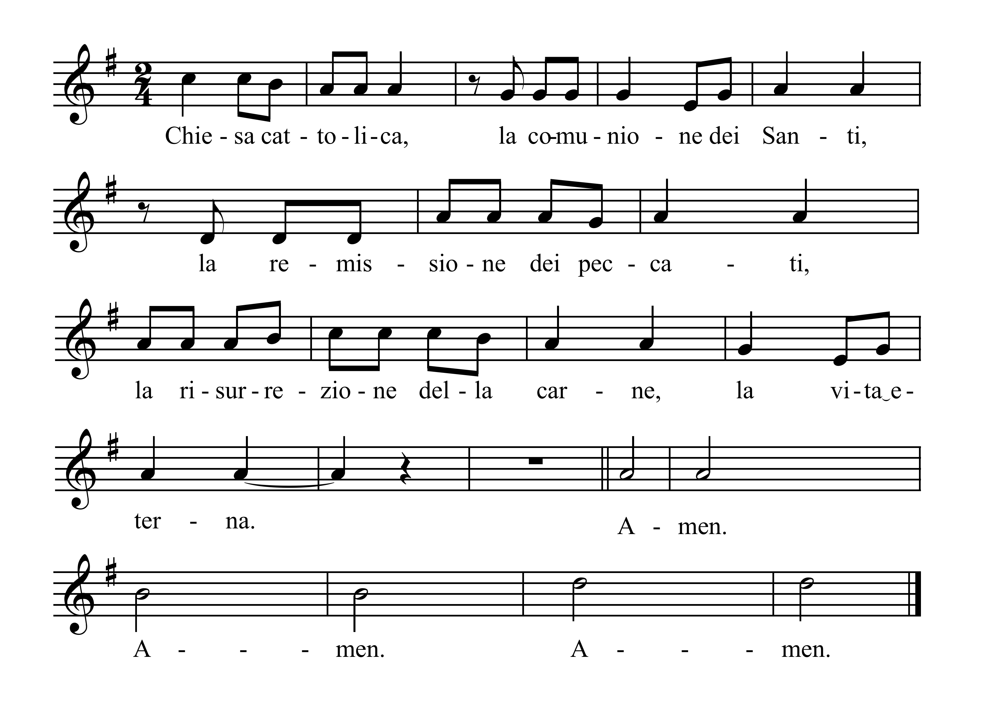 Chie - sa cat - to - li - ca, la co-mu - nio - ne dei San - ti,
la re - mis - sio - ne dei pec - ca - ti,
la ri - sur - re - zio - ne del - la car - ne, la vi - ta‿e -
ter - na. A - men.
A - - - men. A - - - men.